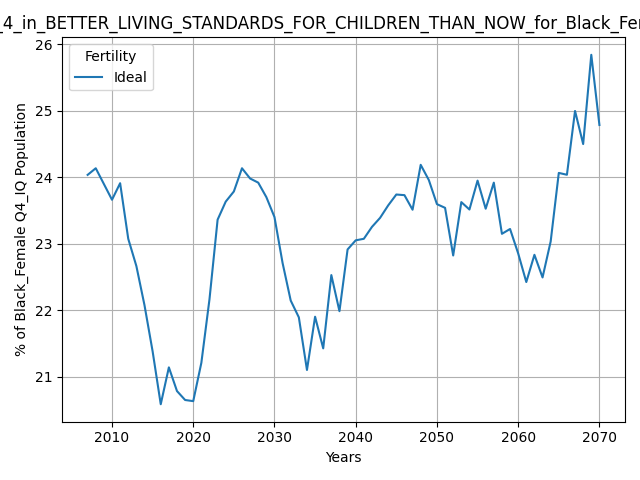 _4_in_BETTER_LIVING_STANDARDS_FOR_CHILDREN_THAN_NOW_for_Black_Fe
Fertility
Ideal
26
25
24
23
22
21
% of Black_Female Q4_IQ Population
2010
2020
2030
2040
2050
2060
2070
Years